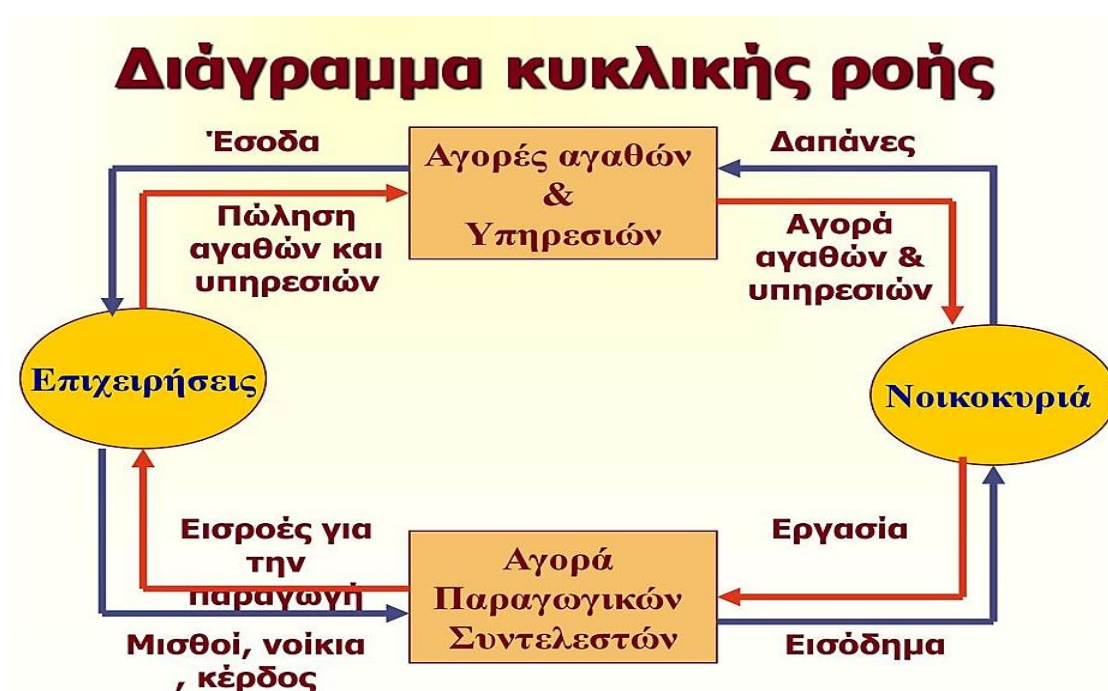 Διάγραμμα κυκλικής ροής
Έσοδα
Αγορές αγαθών
&
Υπηρεσιών
Δαπάνες
Πώληση
αγαθών και
υπηρεσιών
Αγορά
αγαθών &
υπηρεσιών
Επιχειρήσεις
Νοικοκυριά
Εισροές για
την
παραγωγή
Αγορά
Παραγωγικών
Συντελεστών
Εργασία
Μισθοί, νοίκια
, κέρδος
Εισόδημα